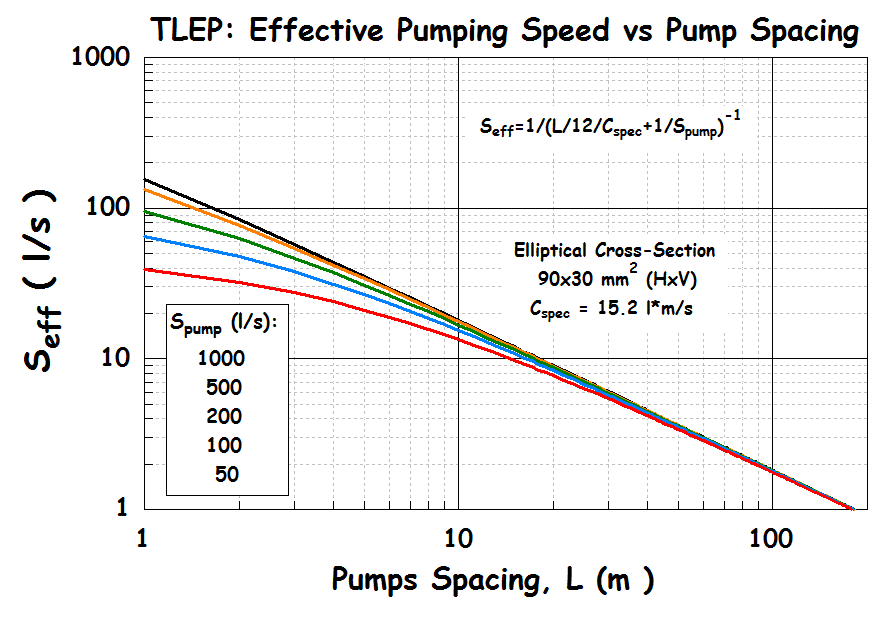 TLEP: Effective Pumping Speed vs Pump Spacing
1000
Seff=1/(L/12/Cspec+1/Spump)-1
100
Elliptical Cross-Section
90x30 mm2 (HxV)
Cspec = 15.2 l*m/s
Seff ( l/s )
Spump (l/s):
1000
500
200
100
50
10
1
1
10
100
Pumps Spacing, L (m )